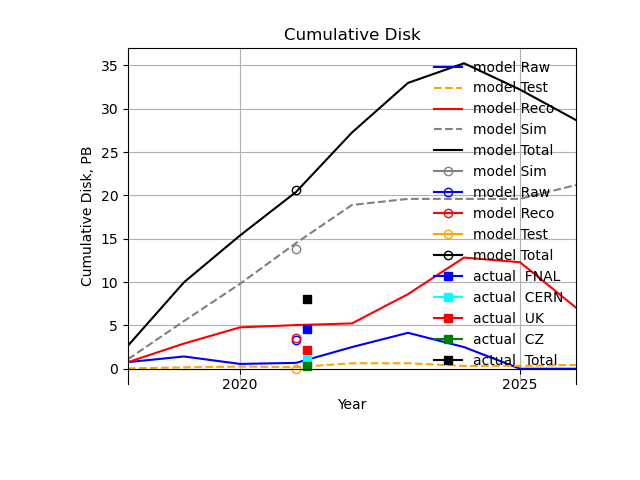 Cumulative Disk
35
30
25
20
15
10
5
0
Cumulative Disk, PB
2020
2025
Year
model Raw
model Test
model Reco
model Sim
model Total
model Sim
model Raw
model Reco
model Test
model Total
actual  FNAL
actual  CERN
actual  UK
actual  CZ
actual  Total